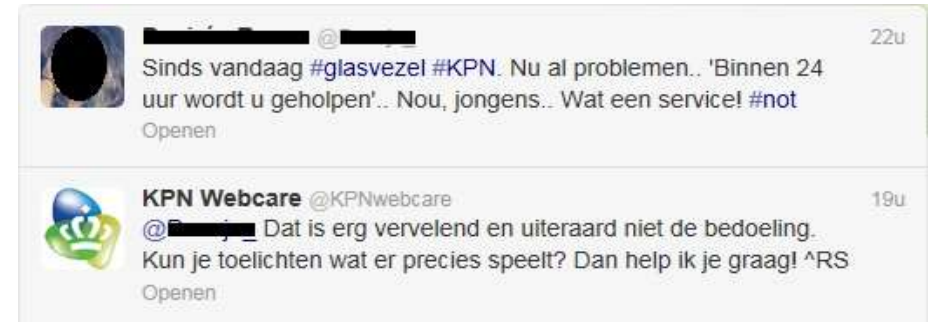 @
22u
Sinds vandaag #glasvezel #KPN. Nu al problemen.. 'Binnen 24
uur wordt u geholpen'.. Nou, jongens.. Wat een service! #not
Openen
KPN Webcare @KPNwebcare
19u
@ Dat is erg vervelend en uiteraard niet de bedoeling.
Kun je toelichten wat er precies speelt? Dan help ik je graag! ^RS
Openen